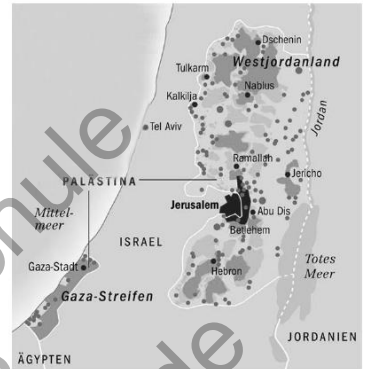 Dschenin
Westjordanland
Tulkarm
Nablus
Kalkilja
Tel Aviv
Jordan
Ramallah
Jericho
PALÄSTINA
Jerusalem
Abu Dis
Mittel-
meer
Betlehem
ISRAEL
Gaza-Stadt
Hebron
Totes
Meer
Gaza-Streifen
JORDANIEN
ÄGYPTEN